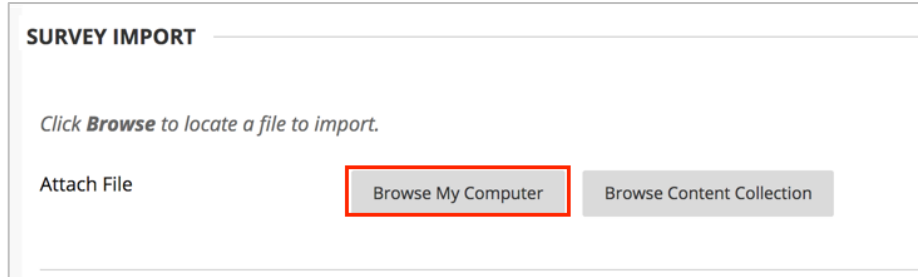 SURVEY IMPORT
Click Browse to locate a file to import.
Attach File
Browse My Computer
Browse Content Collection